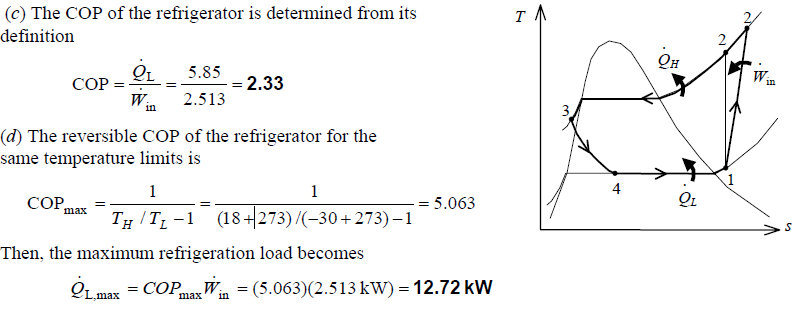 (c) The COP of the refrigerator is determined from its
definition
COP = Q̇L / Ẇin = 5.85 / 2.513 = 2.33
(d) The reversible COP of the refrigerator for the
same temperature limits is
COPmax = 1 / (TH / TL − 1) = 1 / ((18+273)/(−30+273)−1) = 5.063
Then, the maximum refrigeration load becomes
Q̇L,max = COPmaxẆin = (5.063)(2.513 kW) = 12.72 kW
T
2
2
Q̇H
Ẇin
3
1
4
Q̇L
s